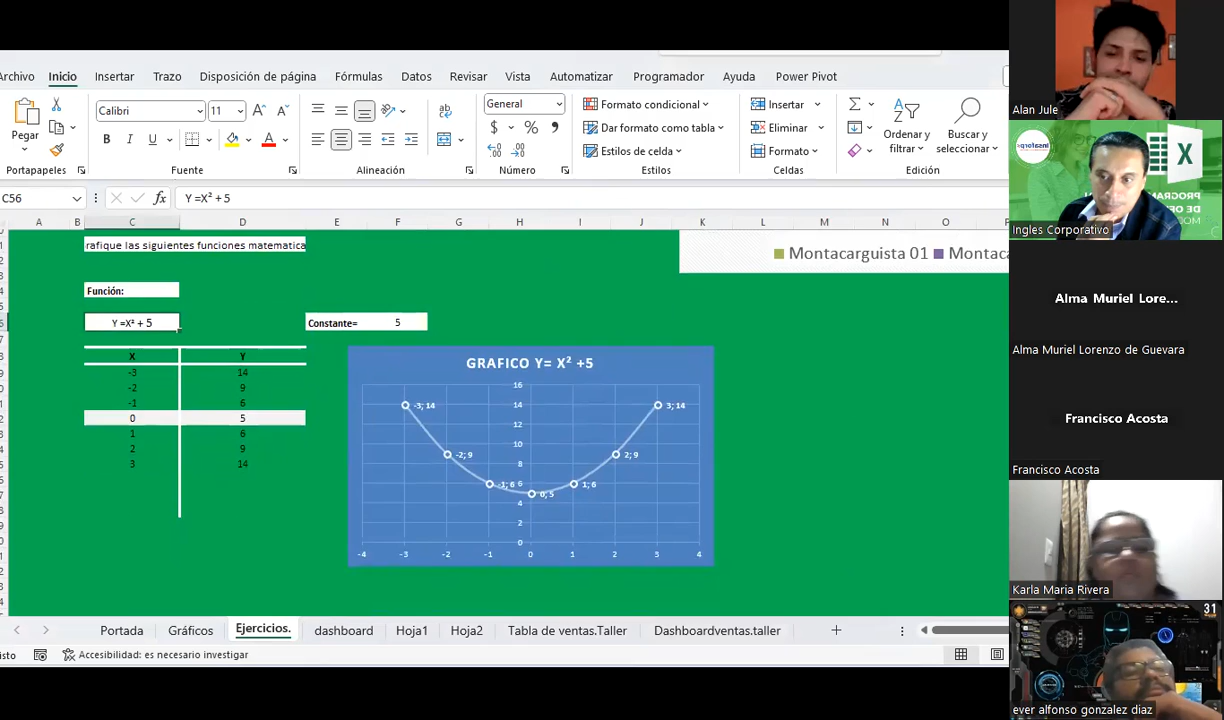 Archivo Inicio Insertar Trazo Disposición de página Fórmulas Datos Revisar Vista Automatizar Programador Ayuda Power Pivot
Pegar
Calibri 11
N K S
General
$ % 
Formato condicional
Dar formato como tabla
Estilos de celda
Insertar
Eliminar
Formato
Ordenar y filtrar
Buscar y seleccionar
Portapapeles Fuente Alineación Número Estilos Celdas Edición
C56 fx Y =X² + 5
A C D E F G H I J K L M N O
rafique las siguientes funciones matematica
Montacarguista 01 Montaca
Función:
Y =X² + 5 Constante= 5
X Y
-3 14
-2 9
-1 6
0 5
1 6
2 9
3 14
GRAFICO Y= X² +5
16
14
12
10
8
6
4
2
0
-3; 14
3; 14
-2; 9
2; 9
-1; 6
1; 6
0; 5
-4 -3 -2 -1 0 1 2 3 4
Portada Gráficos Ejercicios. dashboard Hoja1 Hoja2 Tabla de ventas.Taller Dashboardventas.taller
isto Accesibilidad: es necesario investigar
Alan Jule
Insaforp
PROGRAM
DE OF
MOD
Ingles Corporativo
Alma Muriel Lore...
Alma Muriel Lorenzo de Guevara
Francisco Acosta
Francisco Acosta
Karla Maria Rivera
31
ever alfonso gonzalez diaz